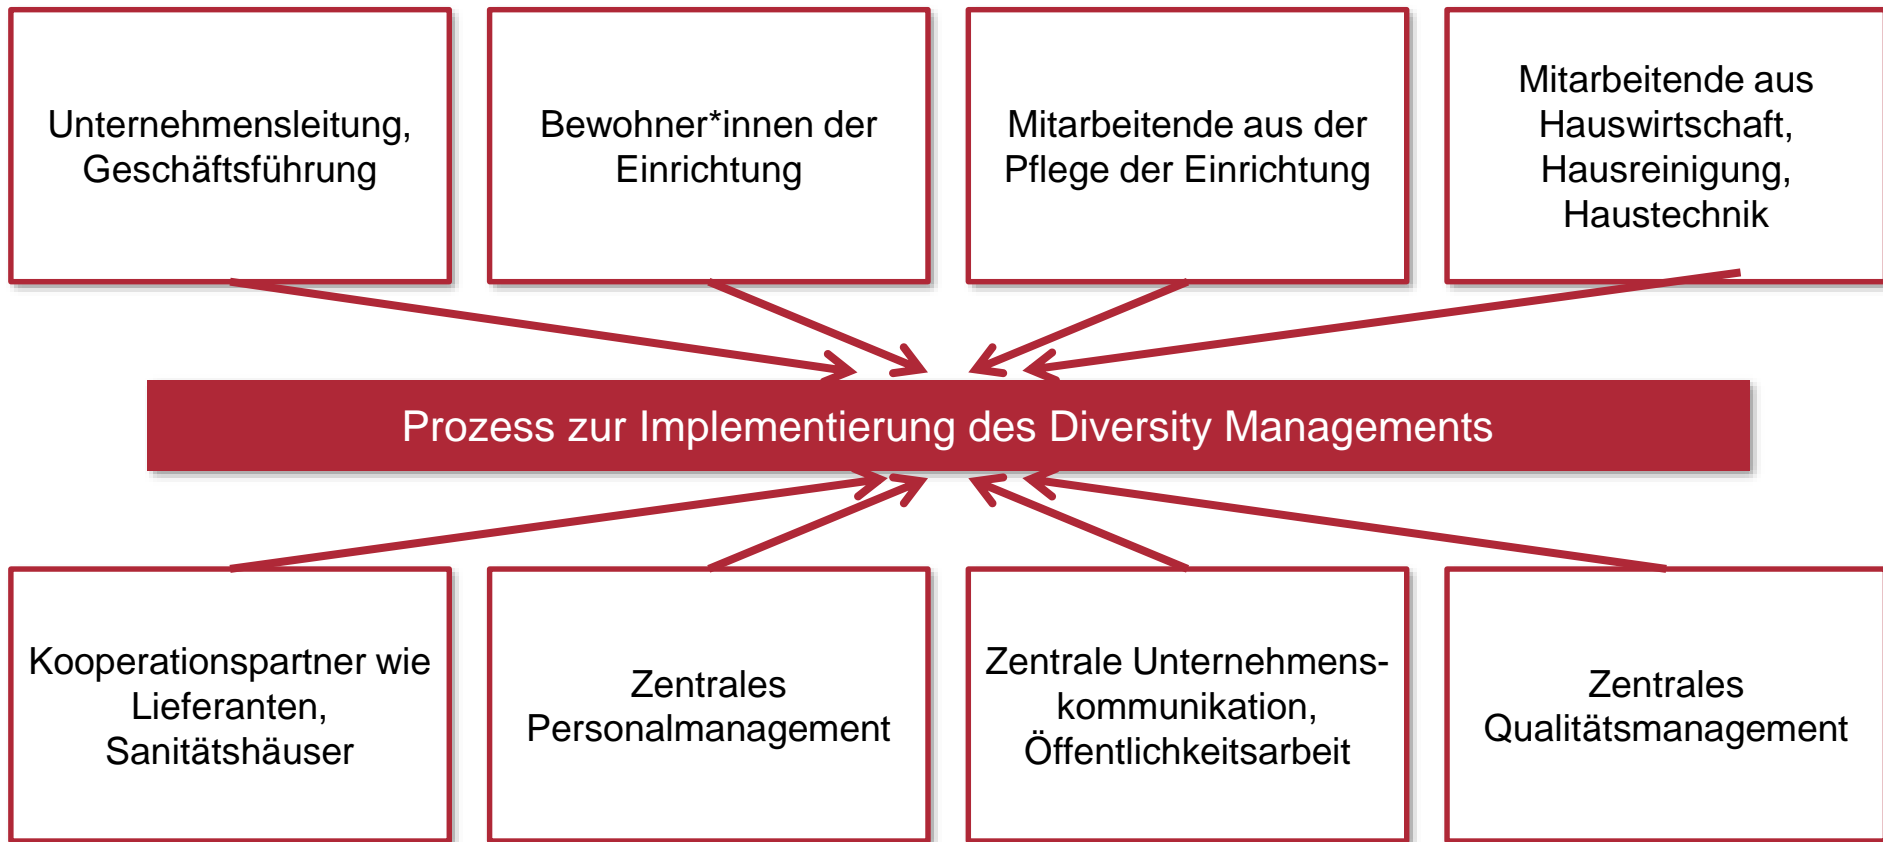 Unternehmensleitung,
Geschäftsführung
Bewohner*innen der
Einrichtung
Mitarbeitende aus der
Pflege der Einrichtung
Mitarbeitende aus
Hauswirtschaft,
Hausreinigung,
Haustechnik
Prozess zur Implementierung des Diversity Managements
Kooperationspartner wie
Lieferanten,
Sanitätshäuser
Zentrales
Personalmanagement
Zentrale Unternehmens-
kommunikation,
Öffentlichkeitsarbeit
Zentrales
Qualitätsmanagement